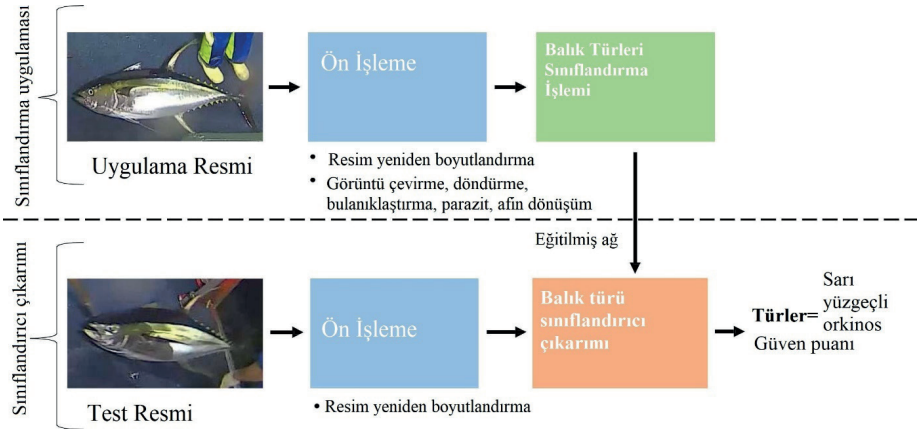 Sınıflandırma uygulaması
Uygulama Resmi
Ön İşleme
• Resim yeniden boyutlandırma
• Görüntü çevirme, döndürme,
bulanıklaştırma, parazit, afin dönüşüm
Balık Türleri
Sınıflandırma
İşlemi
Eğitilmiş ağ
Sınıflandırıcı çıkarımı
Test Resmi
Ön İşleme
• Resim yeniden boyutlandırma
Balık türü
sınıflandırıcı
çıkarımı
Türler=
Sarı
yüzgeçli
orkinos
Güven puanı